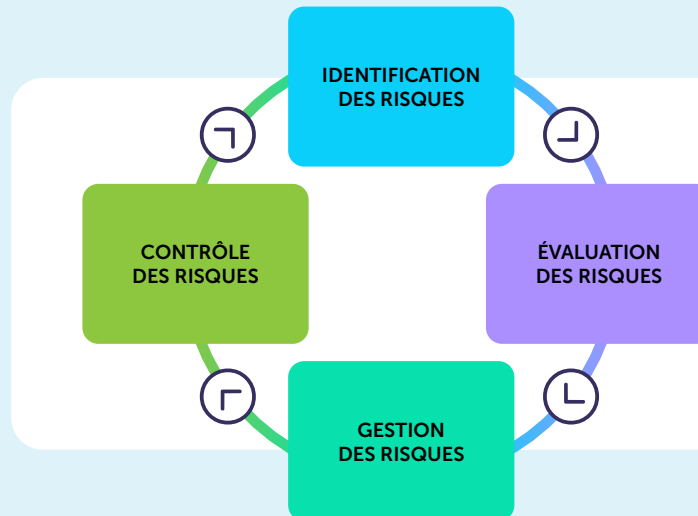 IDENTIFICATION
DES RISQUES
CONTRÔLE
DES RISQUES
ÉVALUATION
DES RISQUES
GESTION
DES RISQUES